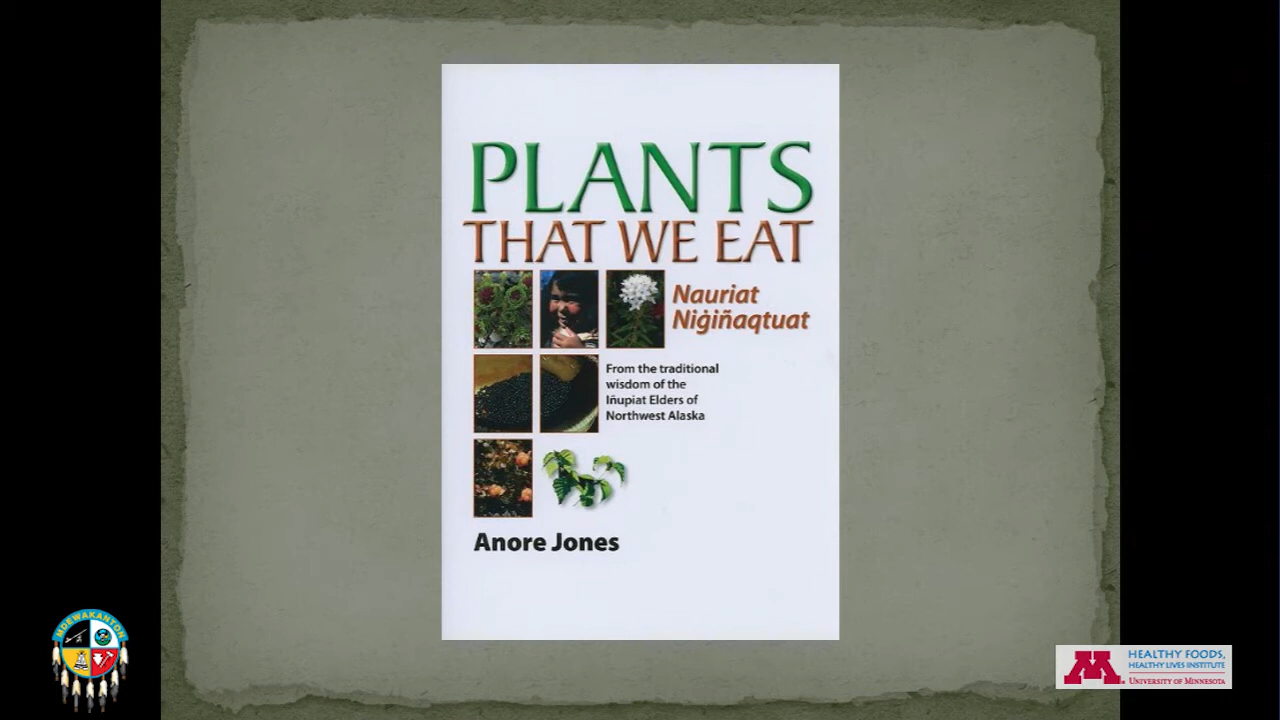 PLANTS
THAT WE EAT
Nauriat
Niġiñaqtuat
From the traditional
wisdom of the
Iñupiat Elders of
Northwest Alaska
Anore Jones
MDEWAKANTON
M
HEALTHY FOODS,
HEALTHY LIVES INSTITUTE
UNIVERSITY OF MINNESOTA